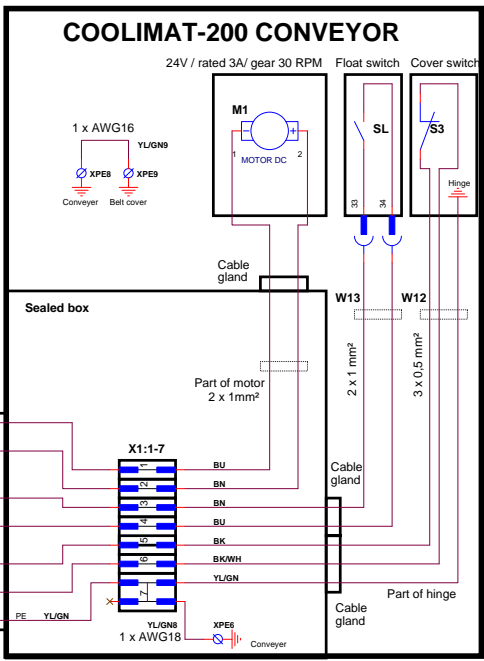 COOLIMAT-200 CONVEYOR
24V / rated 3A/ gear 30 RPM
Float switch
Cover switch
M1
- +
1 2
MOTOR DC
SL
S3
1 x AWG16
YL/GN9
XPE8 XPE9
Conveyer
Belt cover
Hinge
33 34
Cable
gland
W13
W12
Sealed box
2 x 1 mm²
3 x 0,5 mm²
Part of motor
2 x 1mm²
X1:1-7
1 BU
2 BN
3 BN
4 BU
5 BK
6 BK/WH
YL/GN
7
Cable
gland
Part of hinge
Cable
gland
PE YL/GN
YL/GN8
XPE6
1 x AWG18
Conveyer